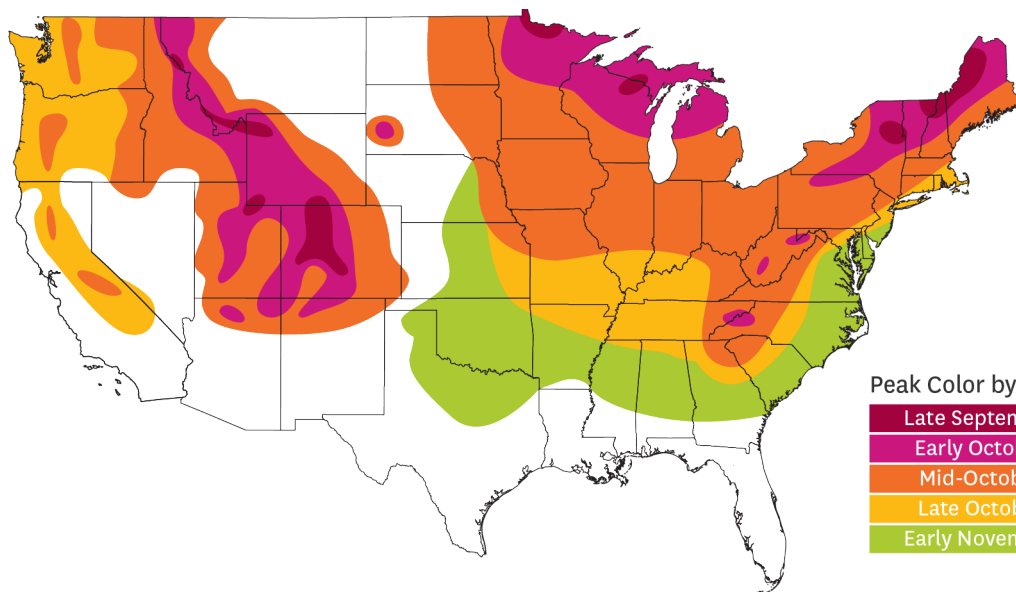 Peak Color by
Late Septem
Early Octo
Mid-Octob
Late Octob
Early Novem